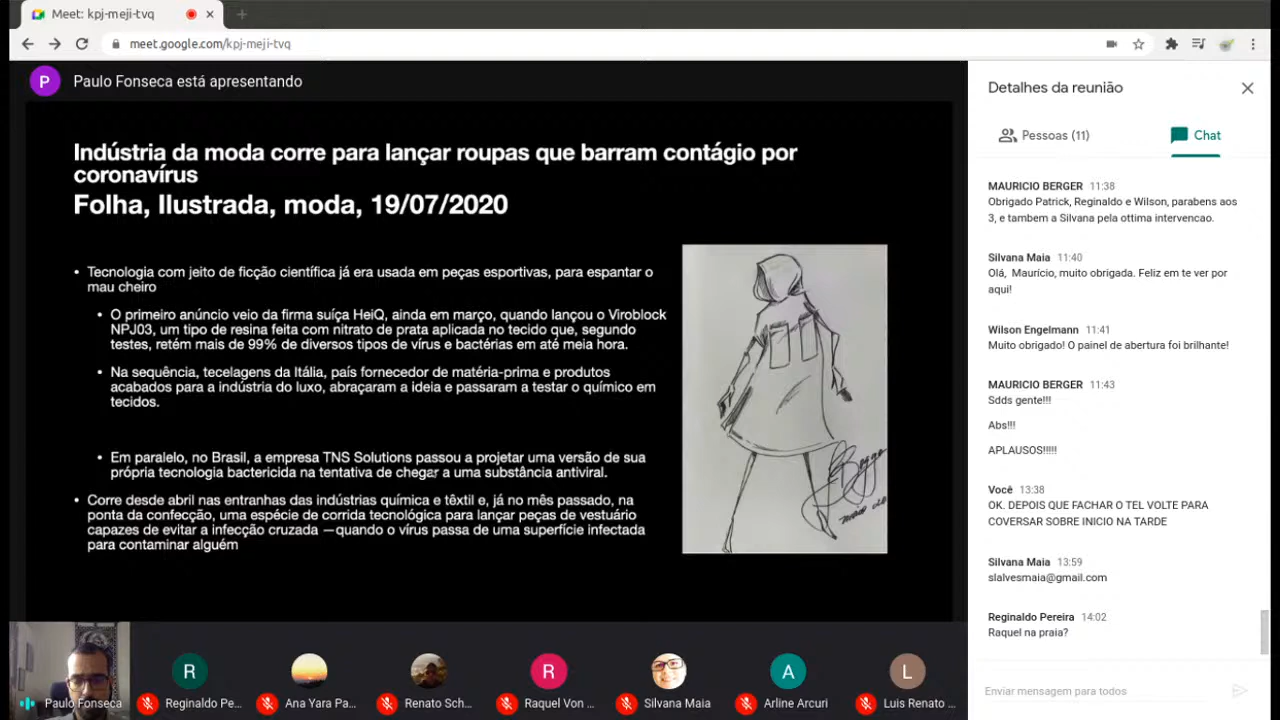 Meet: kpj-meji-tvq
meet.google.com/kpj-meji-tvq
P
Paulo Fonseca está apresentando
Indústria da moda corre para lançar roupas que barram contágio por
coronavírus
Folha, Ilustrada, moda, 19/07/2020
• Tecnologia com jeito de ficção científica já era usada em peças esportivas, para espantar o
mau cheiro
• O primeiro anúncio veio da firma suíça HeiQ, ainda em março, quando lançou o Viroblock
NPJ03, um tipo de resina feita com nitrato de prata aplicada no tecido que, segundo
testes, retém mais de 99% de diversos tipos de vírus e bactérias em até meia hora.
• Na sequência, tecelagens da Itália, país fornecedor de matéria-prima e produtos
acabados para a indústria do luxo, abraçaram a ideia e passaram a testar o químico em
tecidos.
• Em paralelo, no Brasil, a empresa TNS Solutions passou a projetar uma versão de sua
própria tecnologia bactericida na tentativa de chegar a uma substância antiviral.
• Corre desde abril nas entranhas das indústrias química e têxtil e, já no mês passado, na
ponta da confecção, uma espécie de corrida tecnológica para lançar peças de vestuário
capazes de evitar a infecção cruzada —quando o vírus passa de uma superfície infectada
para contaminar alguém
Detalhes da reunião
Pessoas (11)
Chat
MAURICIO BERGER 11:38
Obrigado Patrick, Reginaldo e Wilson, parabens aos
3, e tambem a Silvana pela ottima intervencao.
Silvana Maia 11:40
Olá, Maurício, muito obrigada. Feliz em te ver por
aqui!
Wilson Engelmann 11:41
Muito obrigado! O painel de abertura foi brilhante!
MAURICIO BERGER 11:43
Sdds gente!!!
Abs!!!
APLAUSOS!!!!!
Você 13:38
OK. DEPOIS QUE FACHAR O TEL VOLTE PARA
COVERSAR SOBRE INICIO NA TARDE
Silvana Maia 13:59
slalvesmaia@gmail.com
Reginaldo Pereira 14:02
Raquel na praia?
Enviar mensagem para todos
R
R
A
L
Paulo Fonseca
Reginaldo Pe...
Ana Yara Pa...
Renato Sch...
Raquel Von ...
Silvana Maia
Arline Arcuri
Luis Renato ...